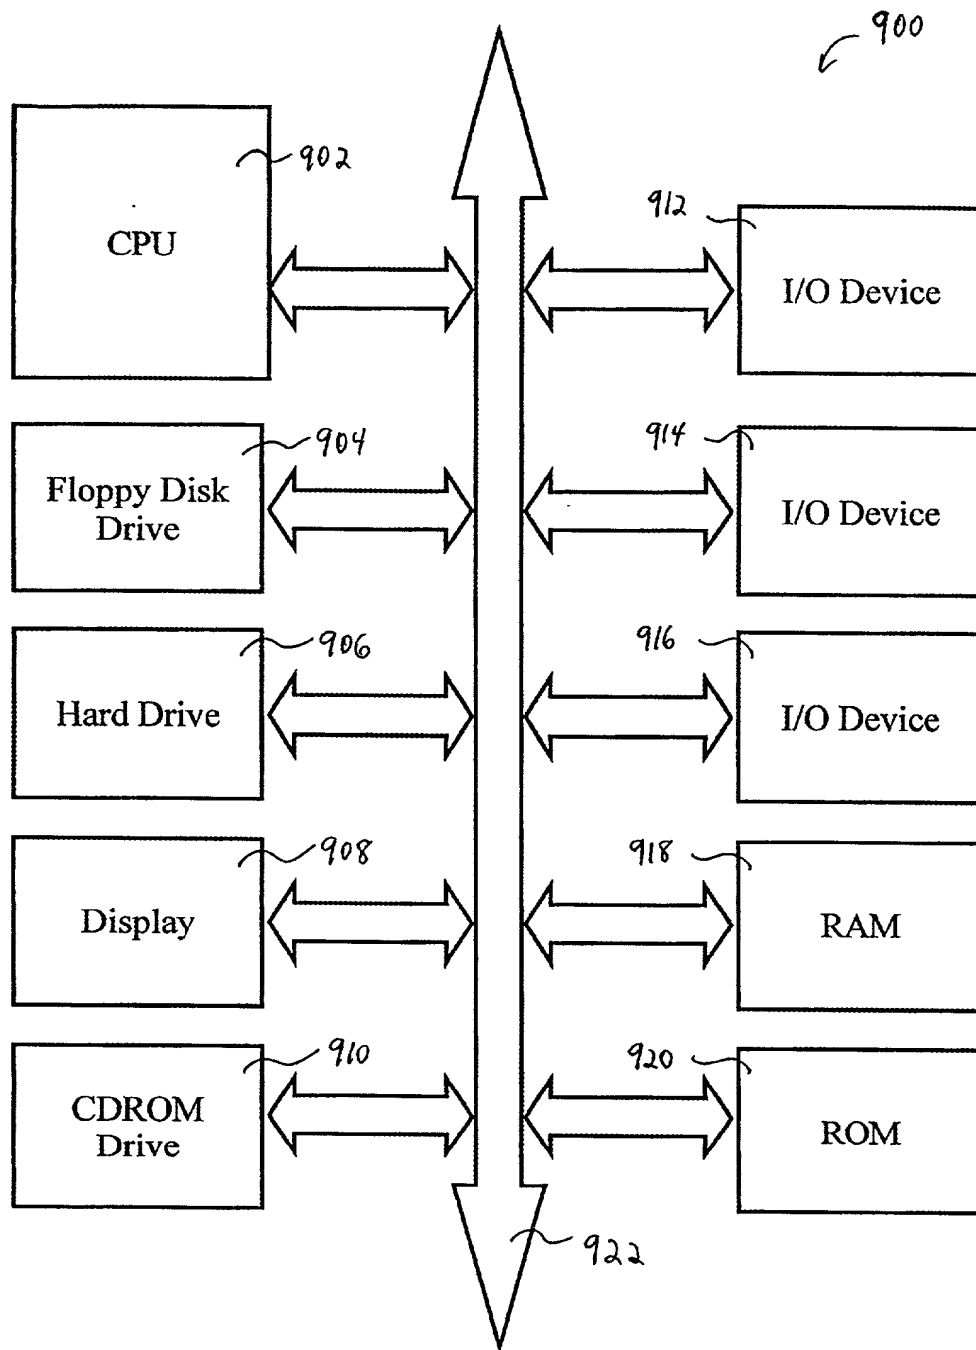 900
902
CPU
912
I/O Device
904
Floppy Disk
Drive
914
I/O Device
906
Hard Drive
916
I/O Device
908
Display
918
RAM
910
CDROM
Drive
920
ROM
922